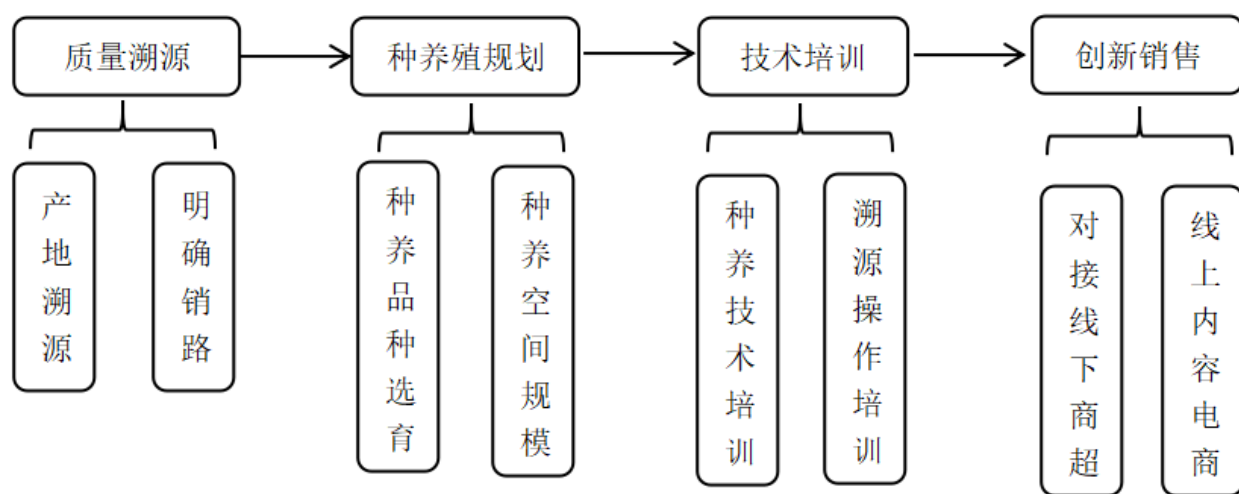 质量溯源
种养殖规划
技术培训
创新销售
产地溯源
明确销路
种养品种选育
种养空间规模
种养技术培训
溯源操作培训
对接线下商超
线上内容电商